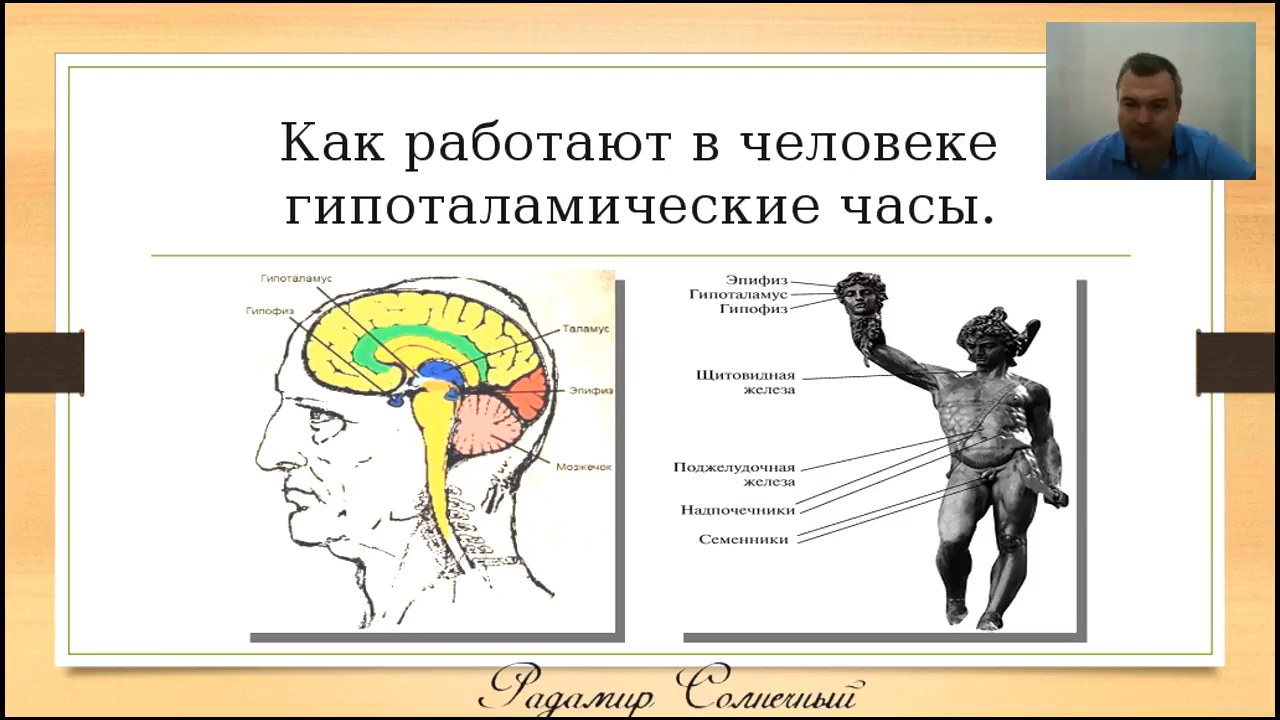 Как работают в человеке
гипоталамические часы.
Гипоталамус
Гипофиз
Таламус
Эпифиз
Мозжечок
Эпифиз
Гипоталамус
Гипофиз
Щитовидная
железа
Поджелудочная
железа
Надпочечники
Семенники
Радамир Солнечный